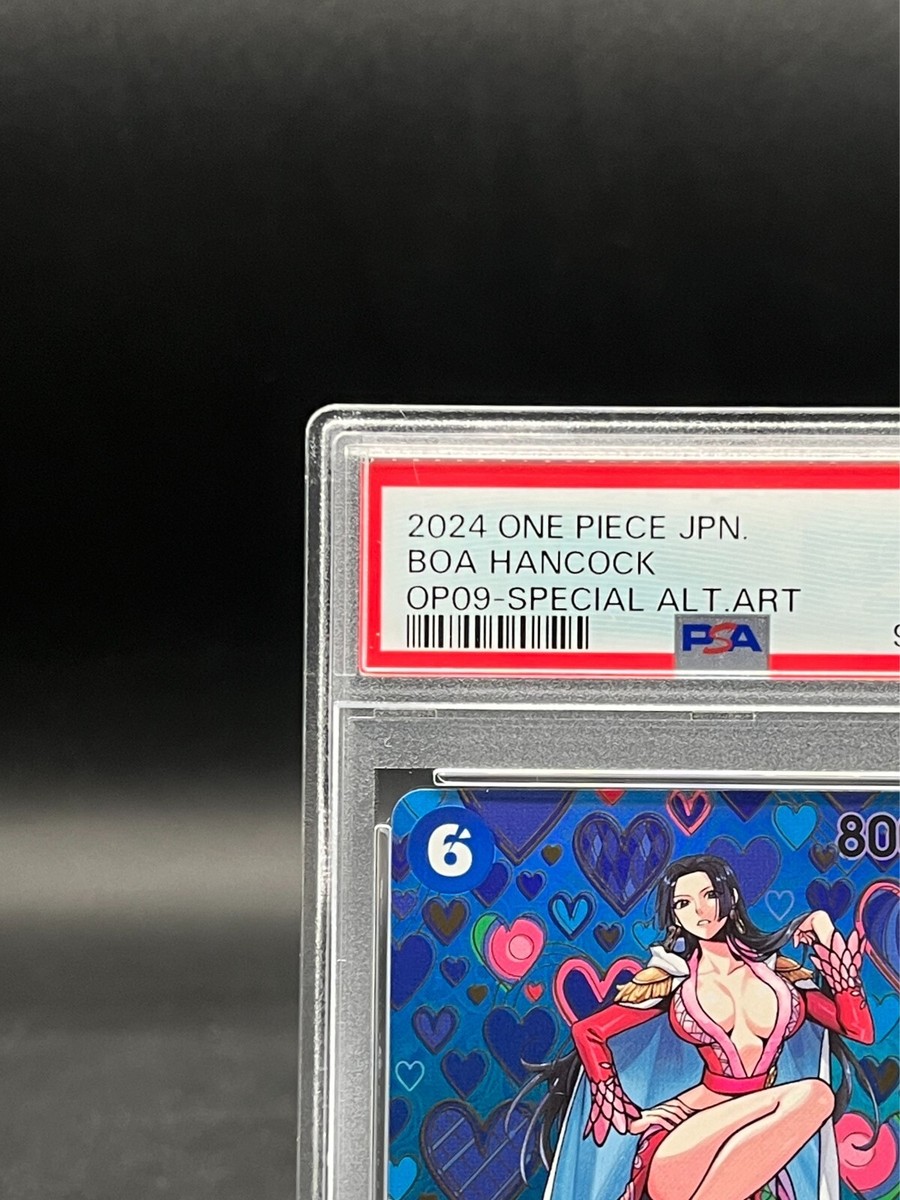 2024 ONE PIECE JPN.
BOA HANCOCK
OP09-SPECIAL ALT.ART
PSA
6